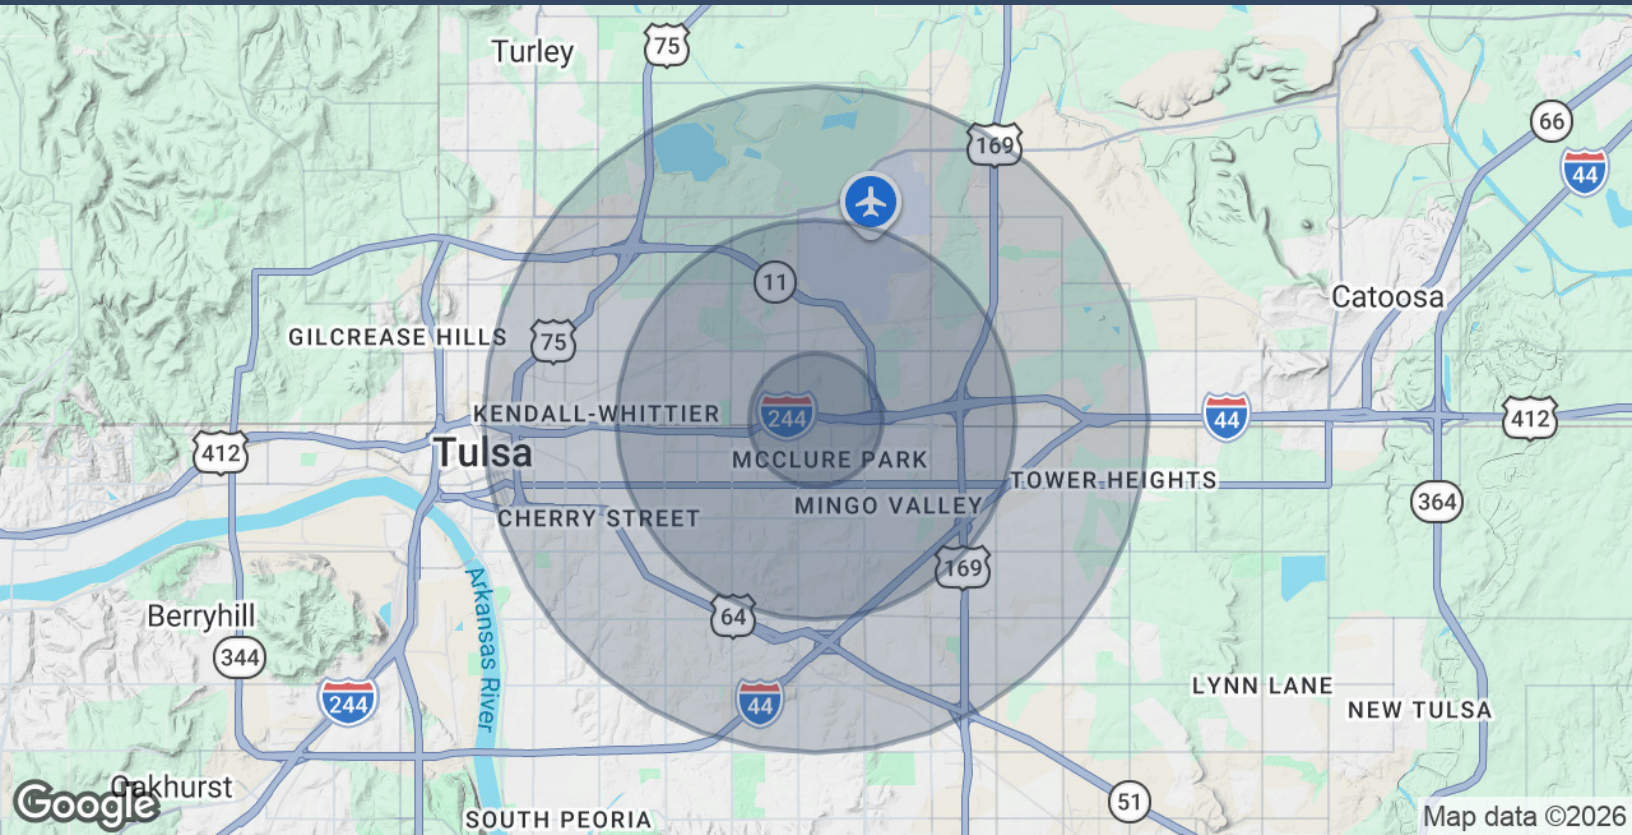 Turley
75
169
66
44
11
Catoosa
GILCREASE HILLS
75
KENDALL-WHITTIER
244
44
412
412
Tulsa
MCCLURE PARK
TOWER HEIGHTS
364
MINGO VALLEY
CHERRY STREET
169
Arkansas River
Berryhill
64
344
LYNN LANE
244
44
NEW TULSA
Oakhurst
Google
51
SOUTH PEORIA
Map data ©2026